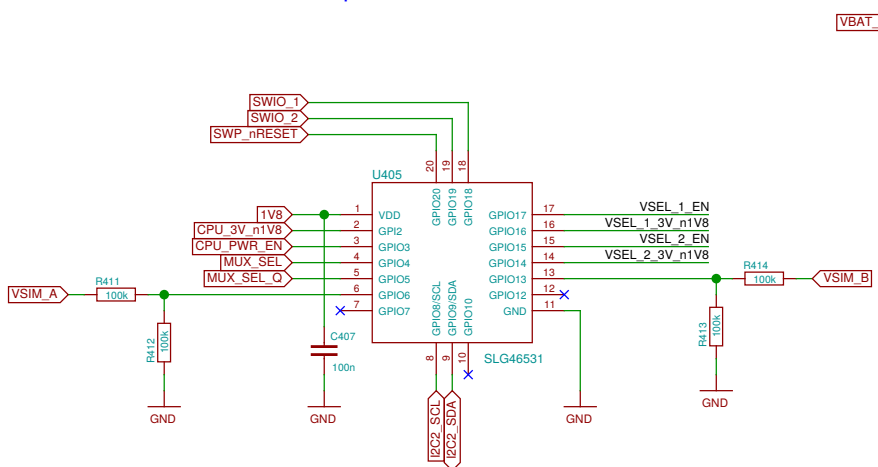 VBAT_
SWIO_1
SWIO_2
SWP_nRESET
U405
20
19
18
GPIO20
GPIO19
GPIO18
1V8
1
VDD
GPIO17
17
VSEL_1_EN
CPU_3V_n1V8
2
GPI2
GPIO16
16
VSEL_1_3V_n1V8
CPU_PWR_EN
3
GPIO3
GPIO15
15
VSEL_2_EN
MUX_SEL
4
GPIO4
GPIO14
14
VSEL_2_3V_n1V8
MUX_SEL_Q
5
GPIO5
GPIO13
13
R414
100k
VSIM_B
VSIM_A
R411
100k
6
GPIO6
GPIO12
12
7
GPIO7
GND
11
GPIO8/SCL
GPIO9/SDA
GPIO10
R412
100k
C407
100n
8
9
10
SLG46531
R413
100k
GND
GND
I2C2_SCL
I2C2_SDA
GND
GND